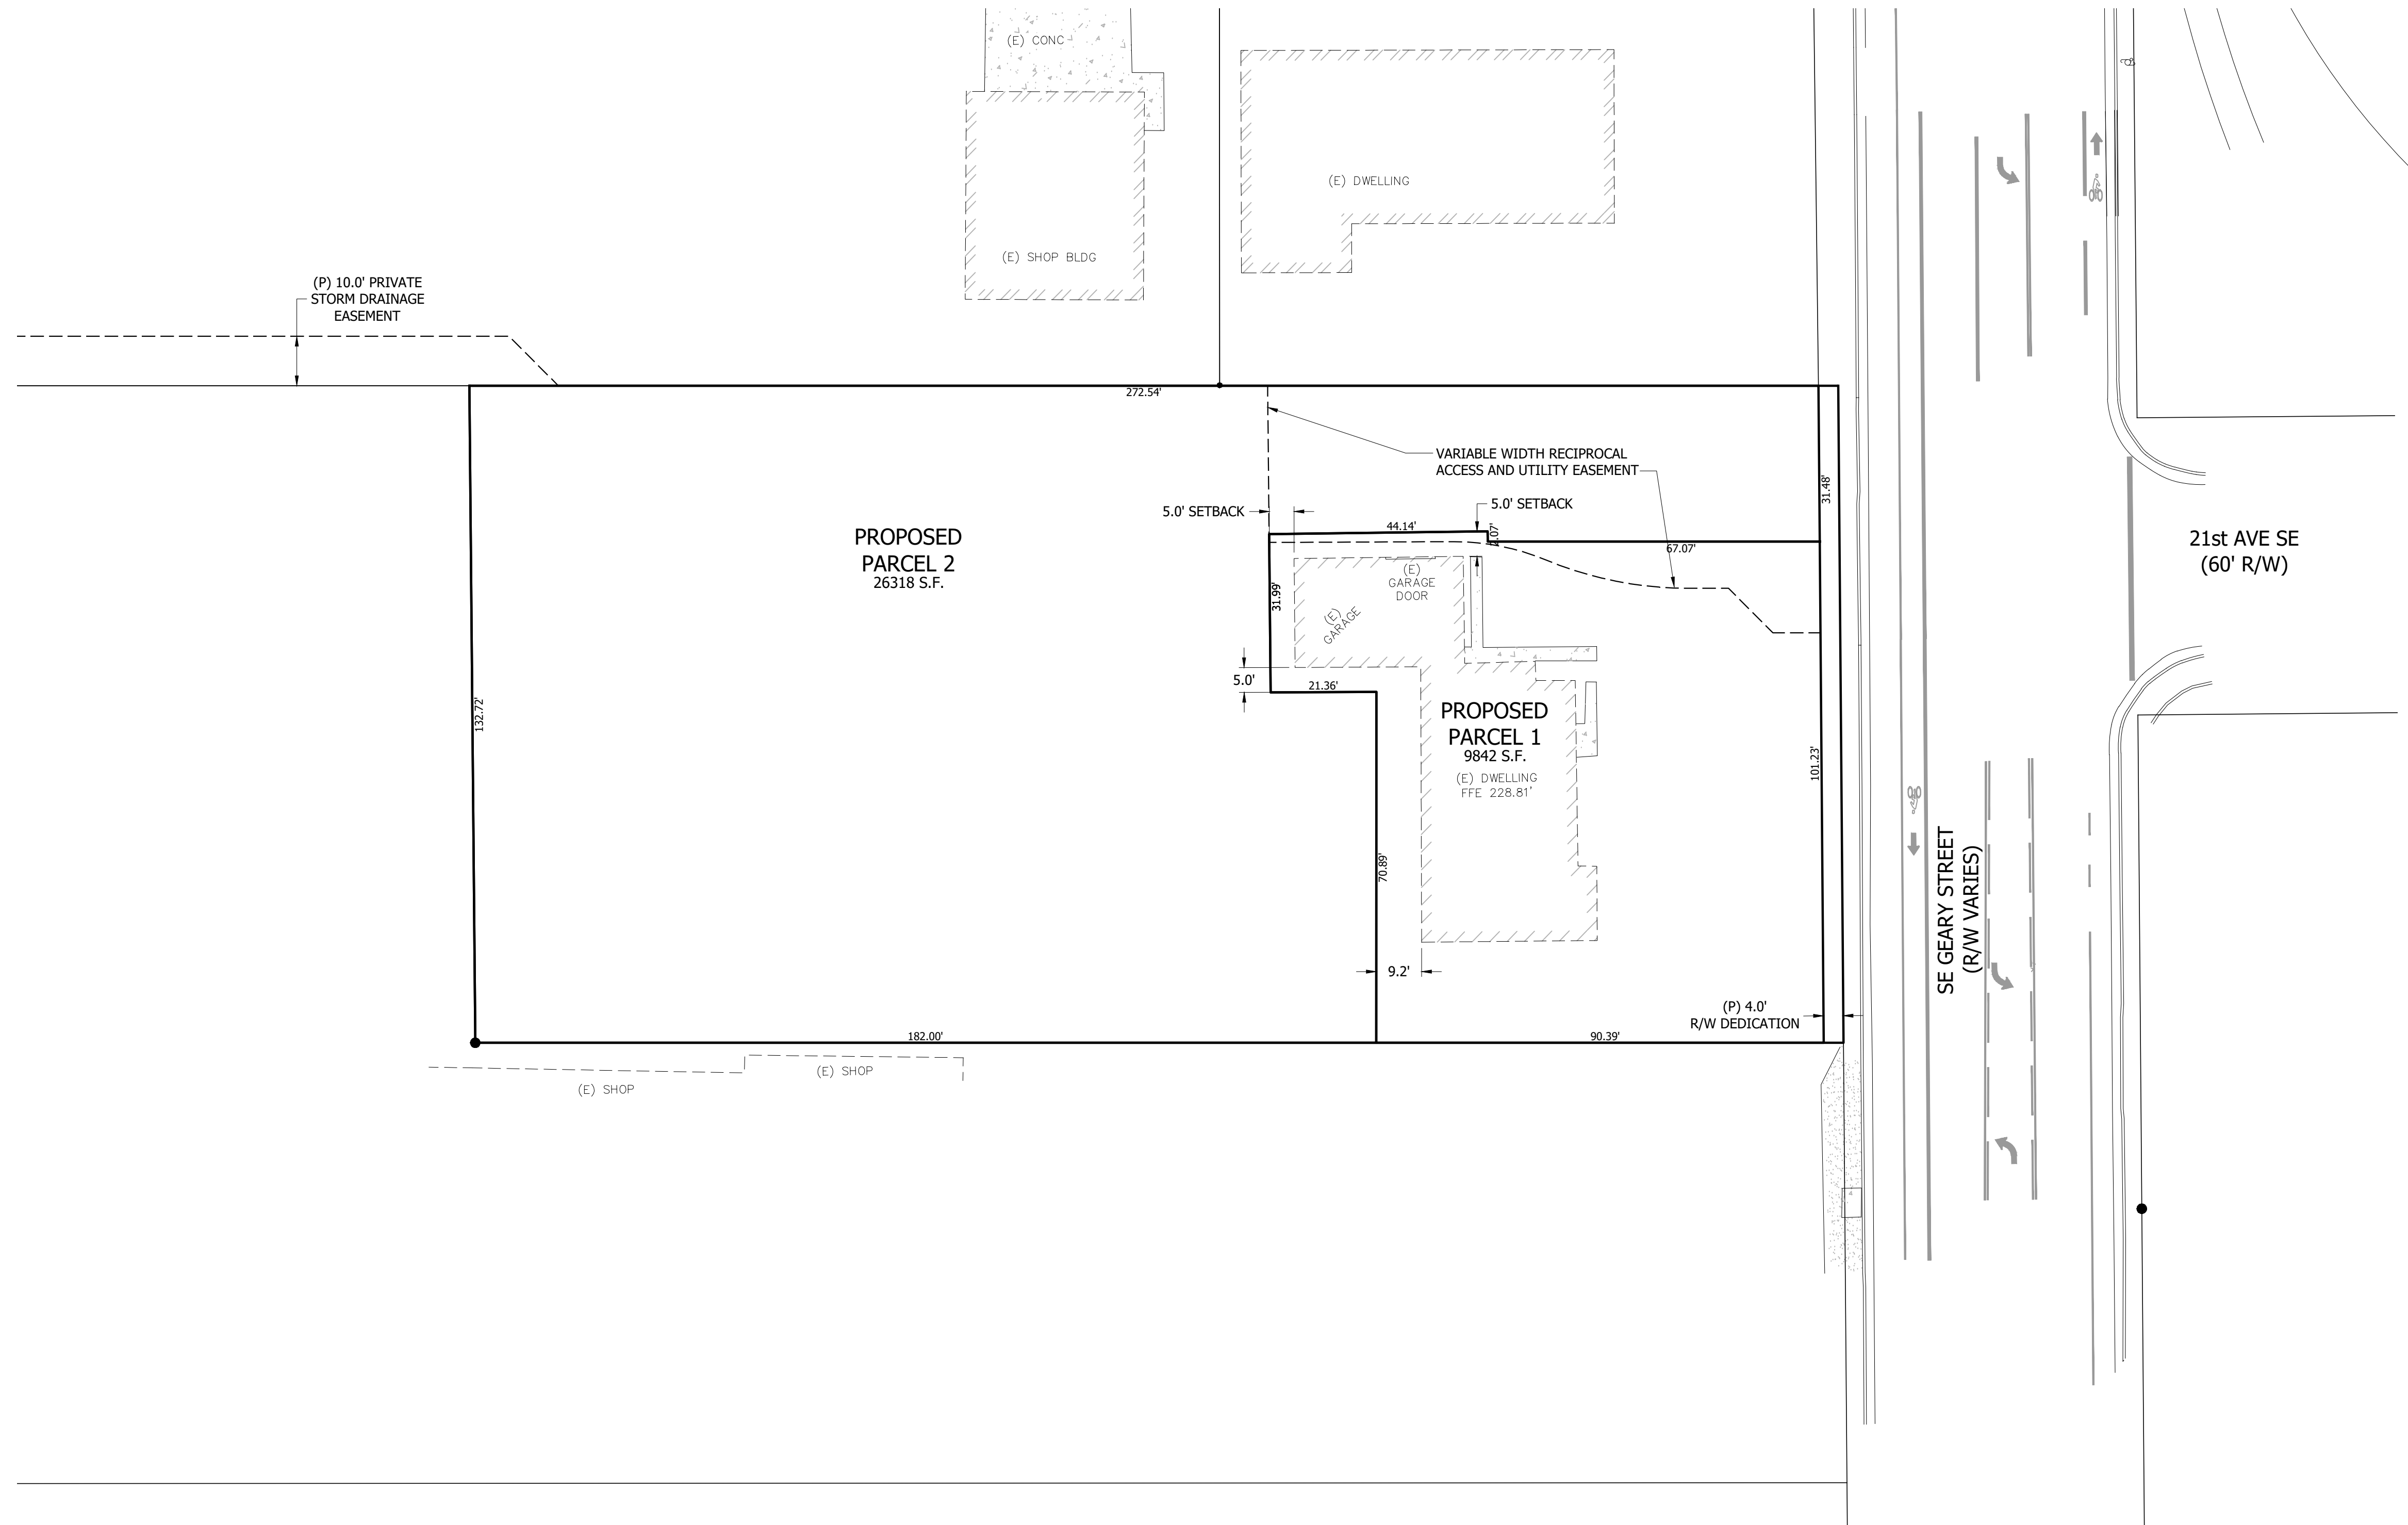 (E) CONC
(E) DWELLING
(E) SHOP BLDG
(P) 10.0' PRIVATE
STORM DRAINAGE
EASEMENT
272.54'
VARIABLE WIDTH RECIPROCAL
ACCESS AND UTILITY EASEMENT
31.48'
5.0' SETBACK
5.0' SETBACK
44.14'
67.07'
PROPOSED
PARCEL 2
26318 S.F.
21st AVE SE
(60' R/W)
(E)
GARAGE
DOOR
31.99'
(E)
GARAGE
5.0'
21.36'
132.72'
PROPOSED
PARCEL 1
9842 S.F.
(E) DWELLING
FFE 228.81'
101.23'
70.89'
SE GEARY STREET
(R/W VARIES)
9.2'
(P) 4.0'
R/W DEDICATION
182.00'
90.39'
(E) SHOP
(E) SHOP